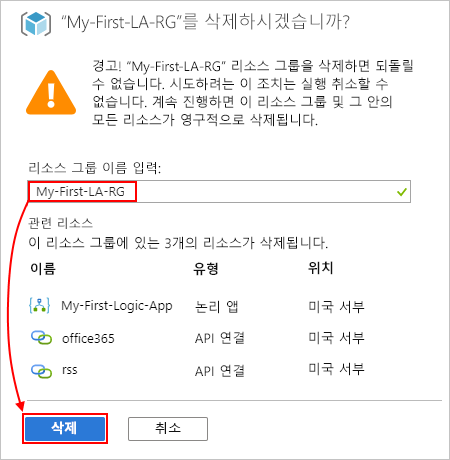 "My-First-LA-RG"를 삭제하시겠습니까?
경고! "My-First-LA-RG" 리소스 그룹을 삭제하면 되돌릴
수 없습니다. 시도하려는 이 조치는 실행 취소할 수
없습니다. 계속 진행하면 이 리소스 그룹 및 그 안의
모든 리소스가 영구적으로 삭제됩니다.
리소스 그룹 이름 입력:
My-First-LA-RG
관련 리소스
이 리소스 그룹에 있는 3개의 리소스가 삭제됩니다.
이름 유형 위치
My-First-Logic-App 논리 앱 미국 서부
office365 API 연결 미국 서부
rss API 연결 미국 서부
삭제 취소